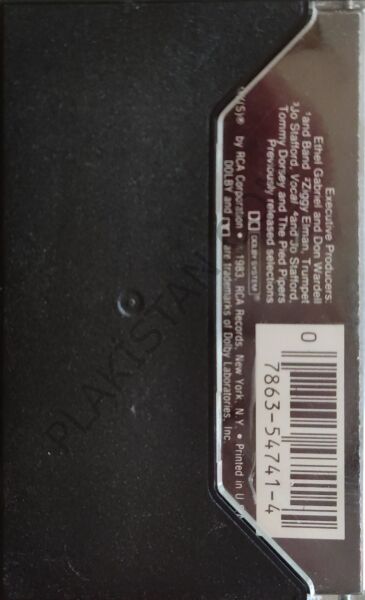 Executive Producers:
Ethel Gabriel and Don Wardell
¹and Band ²Ziggy Elman, Trumpet
³Jo Stafford, Vocal ⁴and Jo Stafford,
Tommy Dorsey and The Pied Pipers
Previously released selections
DOLBY SYSTEM
by RCA Corporation • 1983, RCA Records, New York, N.Y. • Printed in U
DOLBY and are trademarks of Dolby Laboratories, Inc.
0 7863-54741-4
PLAKISTAN